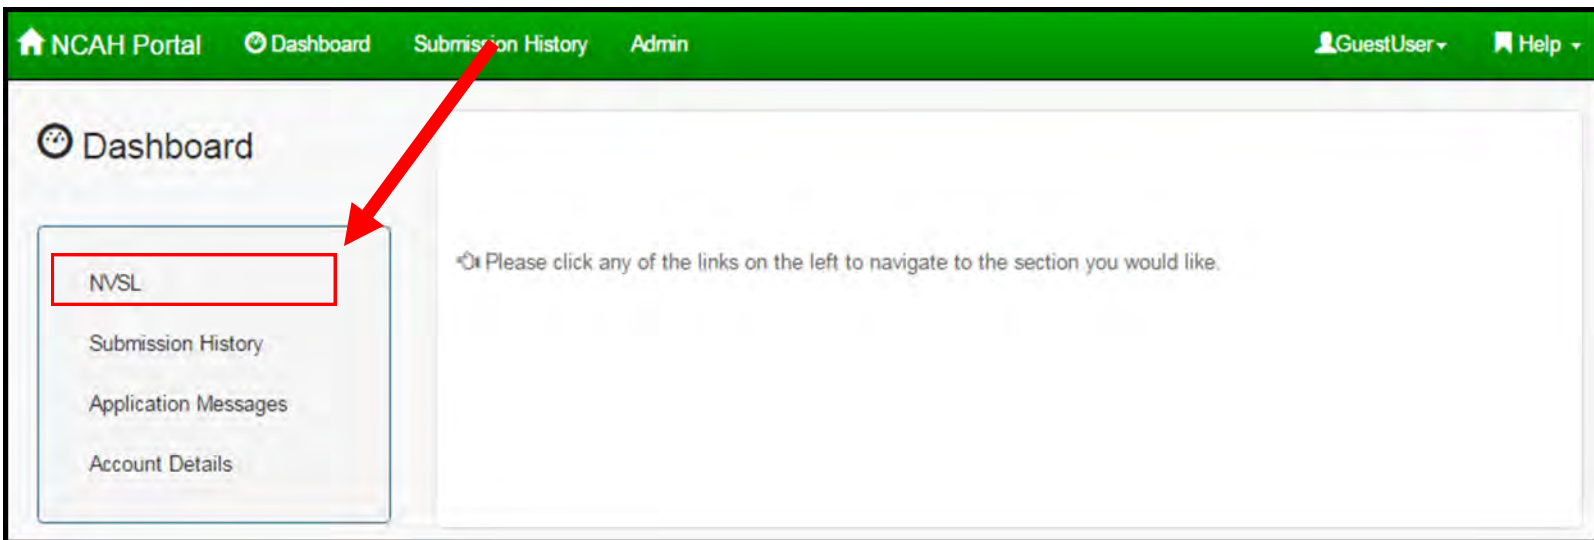 NCAH Portal Dashboard Submission History Admin GuestUser Help
Dashboard
NVSL
Submission History
Application Messages
Account Details
Please click any of the links on the left to navigate to the section you would like.